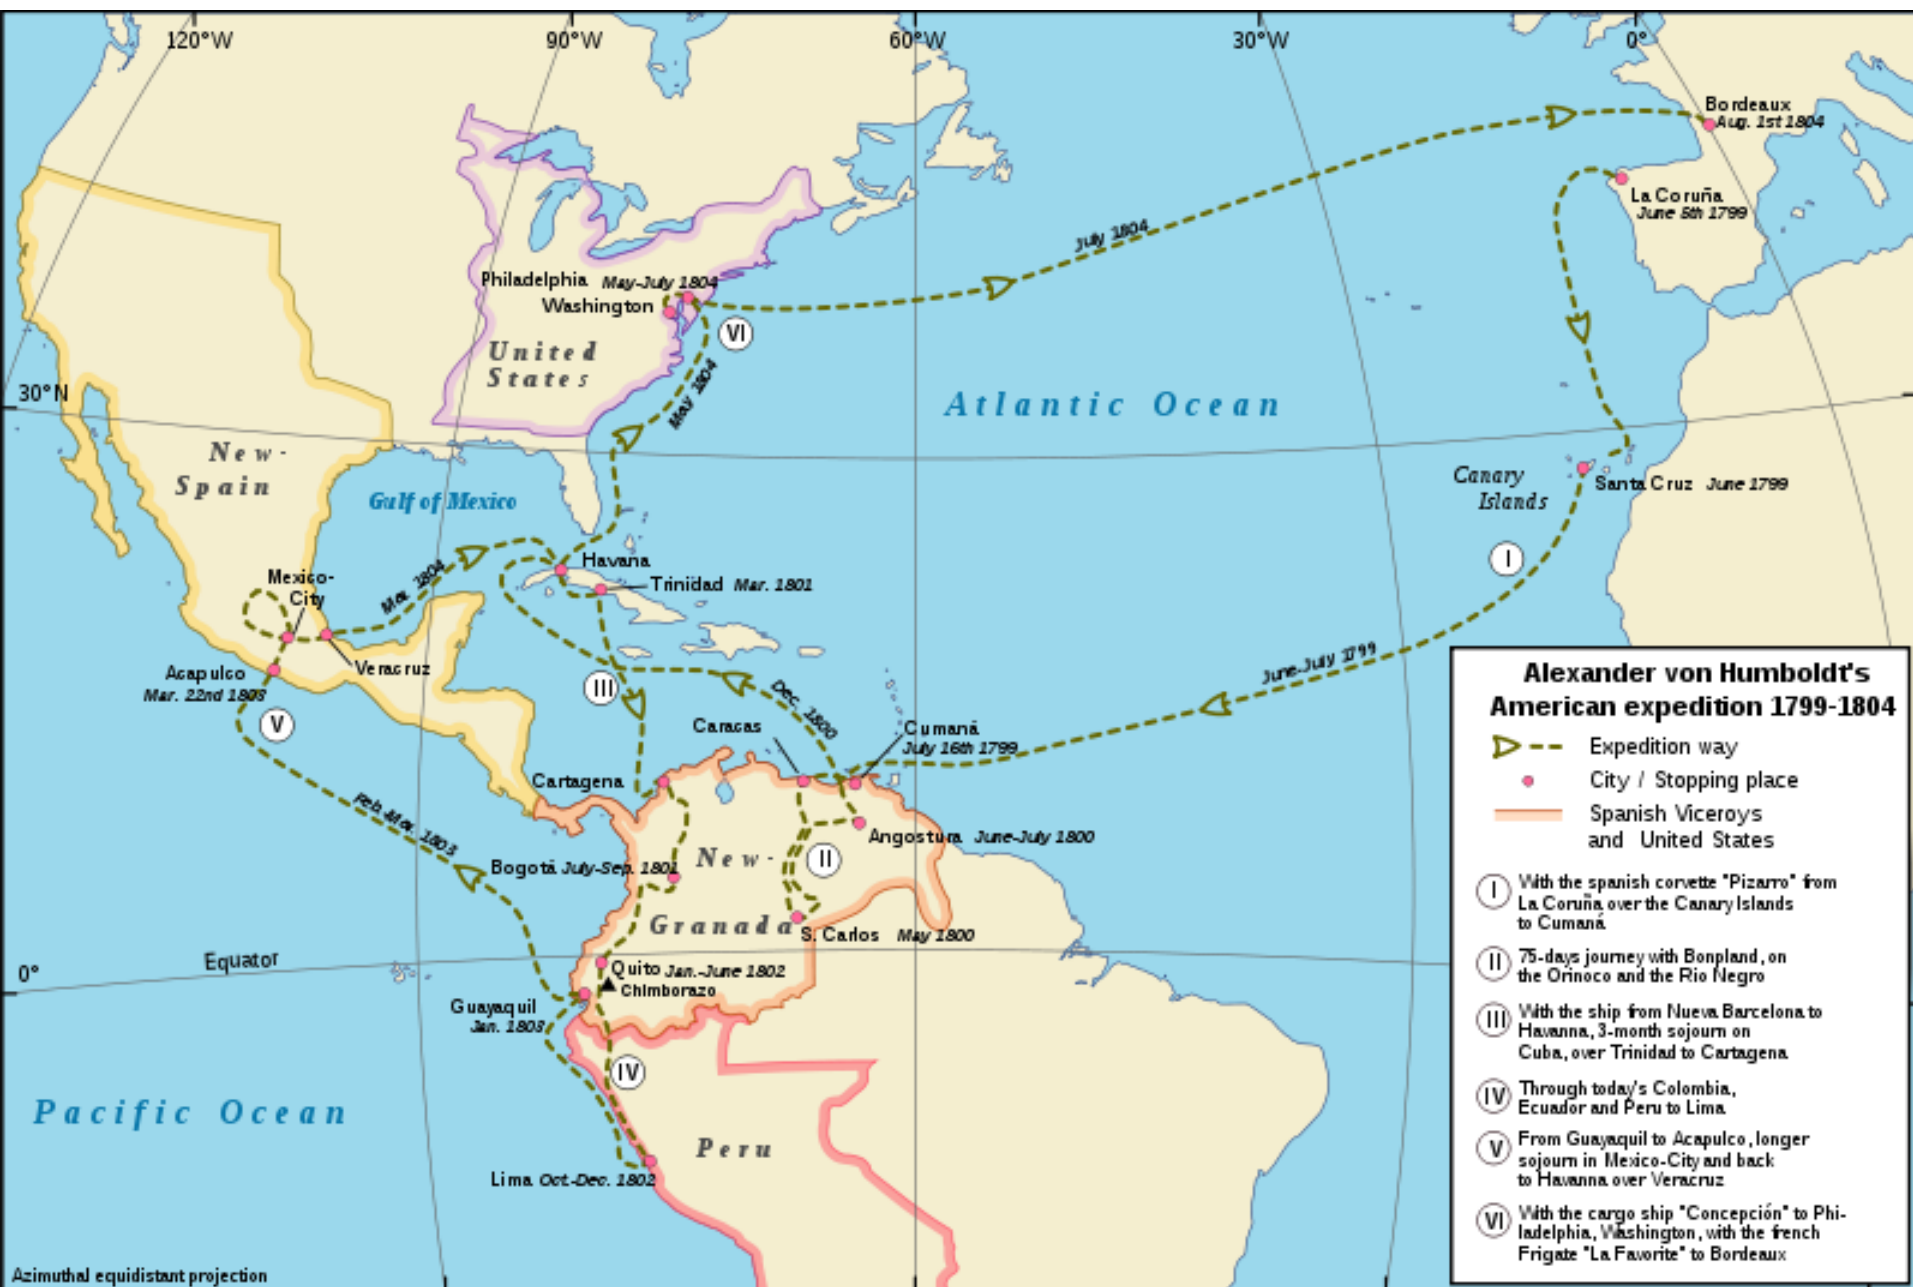 120°W
90°W
60°W
30°W
0°
Bordeaux
Aug. 1st 1804
La Coruña
June 5th 1799
July 1804
Philadelphia May-July 1804
Washington
VI
United
States
May 1804
30°N
Atlantic Ocean
New-
Spain
Gulf of Mexico
Canary
Islands
Santa Cruz June 1799
I
Havana
Trinidad Mar. 1801
Mexico-
City
Mar. 1804
Veracruz
Acapulco
Mar. 22nd 1803
V
III
Dec. 1800
June-July 1799
Caracas
Cumaná
July 16th 1799
Cartagena
Feb.-Mar. 1803
Angostura June-July 1800
II
Bogotá July-Sep. 1801
New-
Granada
S. Carlos May 1800
Equator
0°
Quito Jan.-June 1802
Chimborazo
Guayaquil
Jan. 1803
IV
Pacific Ocean
Peru
Lima Oct.-Dec. 1802
Azimuthal equidistant projection
Alexander von Humboldt's
American expedition 1799-1804
Expedition way
City / Stopping place
Spanish Viceroys
and United States
I With the spanish corvette "Pizarro" from
La Coruña over the Canary Islands
to Cumaná
II 75-days journey with Bonpland, on
the Orinoco and the Rio Negro
III With the ship from Nueva Barcelona to
Havanna, 3-month sojourn on
Cuba, over Trinidad to Cartagena
IV Through today's Colombia,
Ecuador and Peru to Lima
V From Guayaquil to Acapulco, longer
sojourn in Mexico-City and back
to Havanna over Veracruz
VI With the cargo ship "Concepción" to Phi-
ladelphia, Washington, with the french
Frigate "La Favorite" to Bordeaux